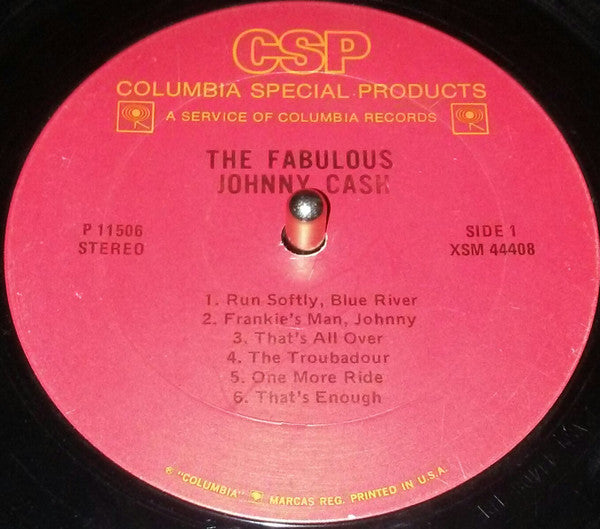 CSP
COLUMBIA SPECIAL PRODUCTS
A SERVICE OF COLUMBIA RECORDS
THE FABULOUS
JOHNNY CASH
P 11506
STEREO
SIDE 1
XSM 44408
1. Run Softly, Blue River
2. Frankie's Man, Johnny
3. That's All Over
4. The Troubadour
5. One More Ride
6. That's Enough
® "COLUMBIA" MARCAS REG. PRINTED IN U.S.A.